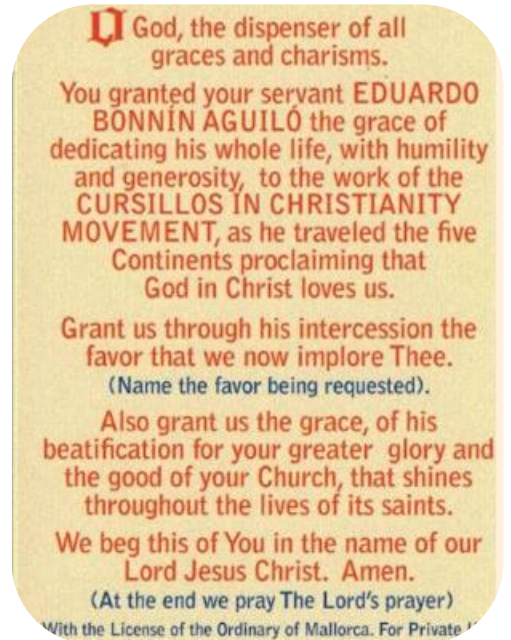 O God, the dispenser of all
graces and charisms.
You granted your servant EDUARDO
BONNÍN AGUILÓ the grace of
dedicating his whole life, with humility
and generosity, to the work of the
CURSILLOS IN CHRISTIANITY
MOVEMENT, as he traveled the five
Continents proclaiming that
God in Christ loves us.
Grant us through his intercession the
favor that we now implore Thee.
(Name the favor being requested).
Also grant us the grace, of his
beatification for your greater glory and
the good of your Church, that shines
throughout the lives of its saints.
We beg this of You in the name of our
Lord Jesus Christ. Amen.
(At the end we pray The Lord's prayer)
With the License of the Ordinary of Mallorca. For Private